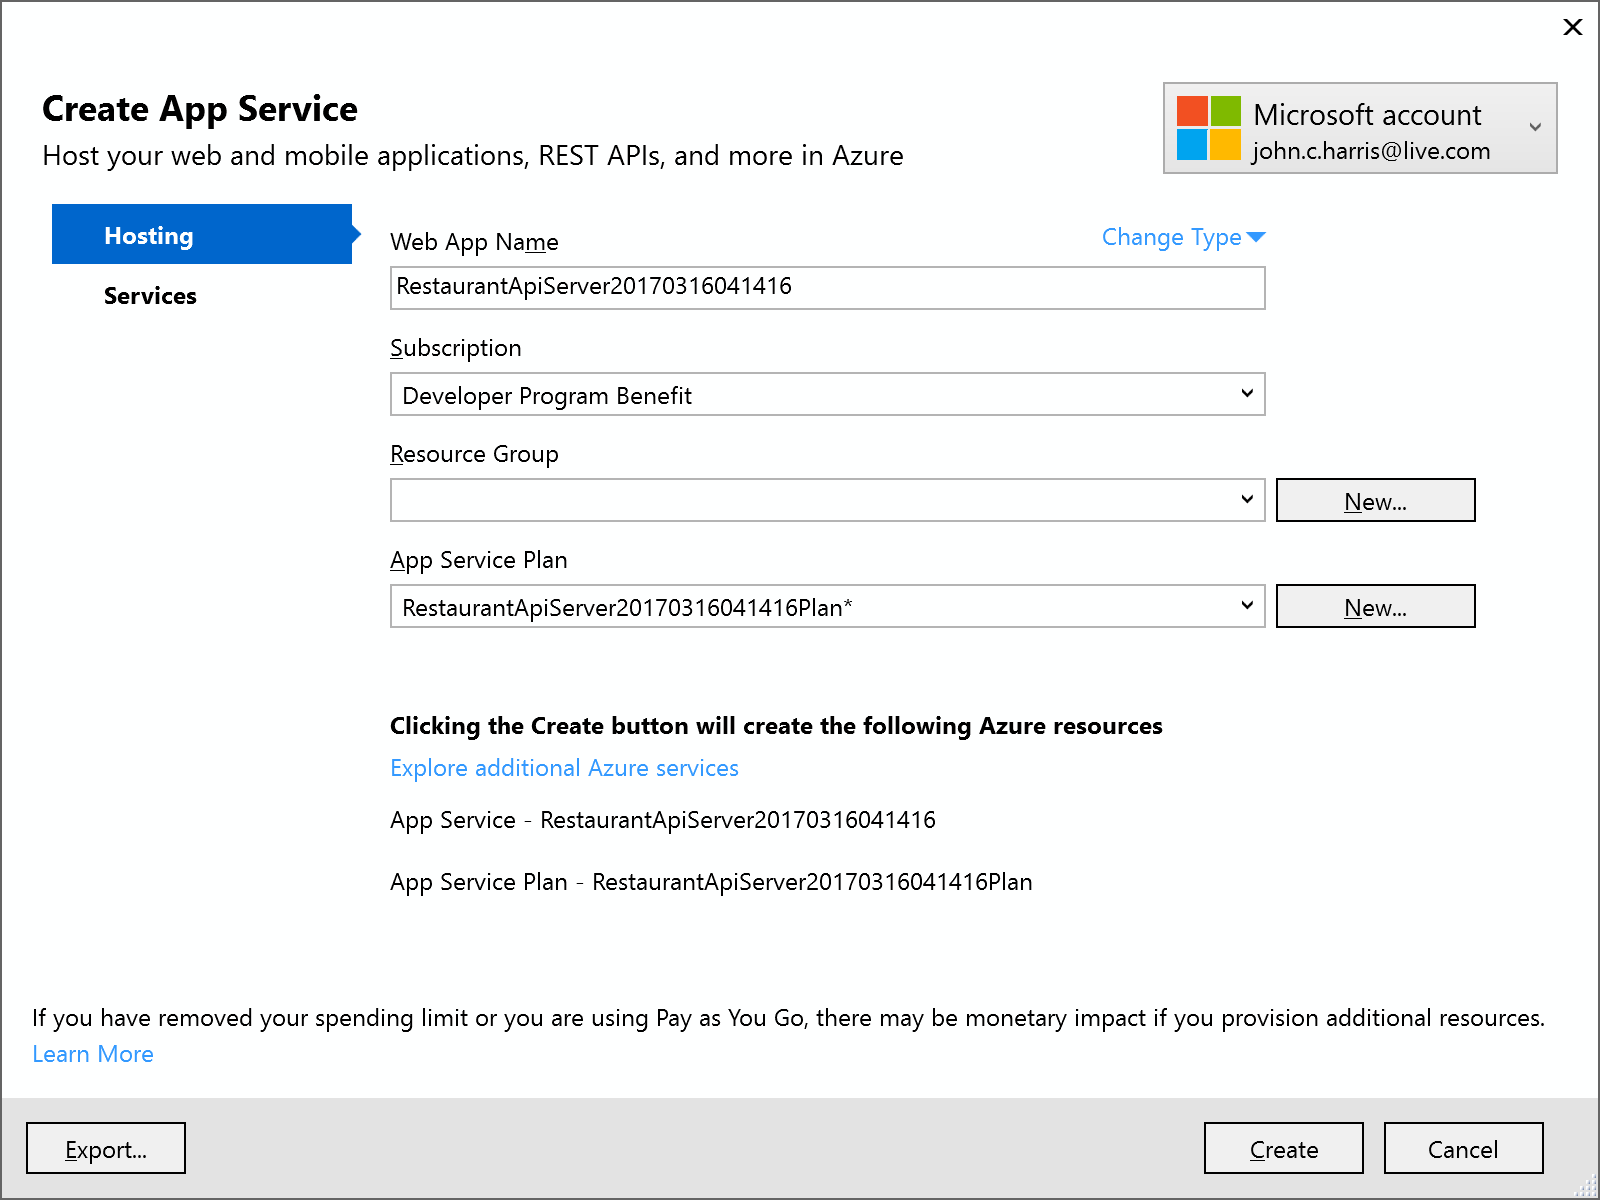 Create App Service
Host your web and mobile applications, REST APIs, and more in Azure
Microsoft account
john.c.harris@live.com
Hosting
Services
Web App Name
Change Type
RestaurantApiServer20170316041416
Subscription
Developer Program Benefit
Resource Group
New...
App Service Plan
RestaurantApiServer20170316041416Plan*
New...
Clicking the Create button will create the following Azure resources
Explore additional Azure services
App Service - RestaurantApiServer20170316041416
App Service Plan - RestaurantApiServer20170316041416Plan
If you have removed your spending limit or you are using Pay as You Go, there may be monetary impact if you provision additional resources.
Learn More
Export...
Create
Cancel